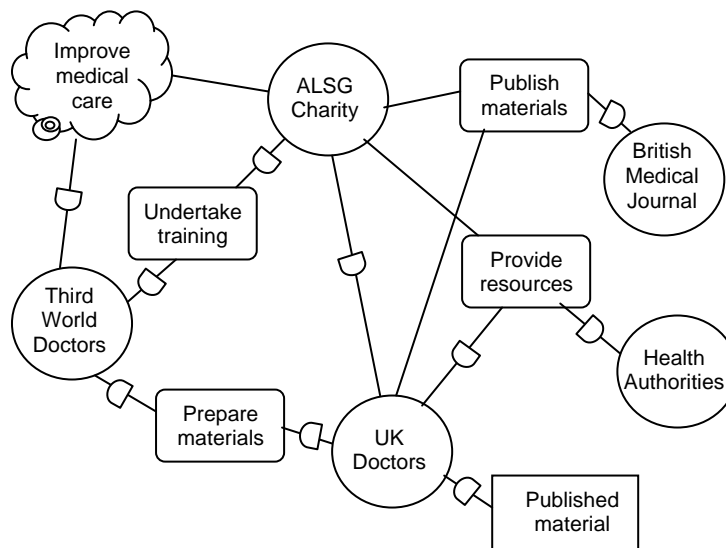 Improve
medical
care
ALSG
Charity
Publish
materials
British
Medical
Journal
Undertake
training
Provide
resources
Third
World
Doctors
Health
Authorities
Prepare
materials
UK
Doctors
Published
material